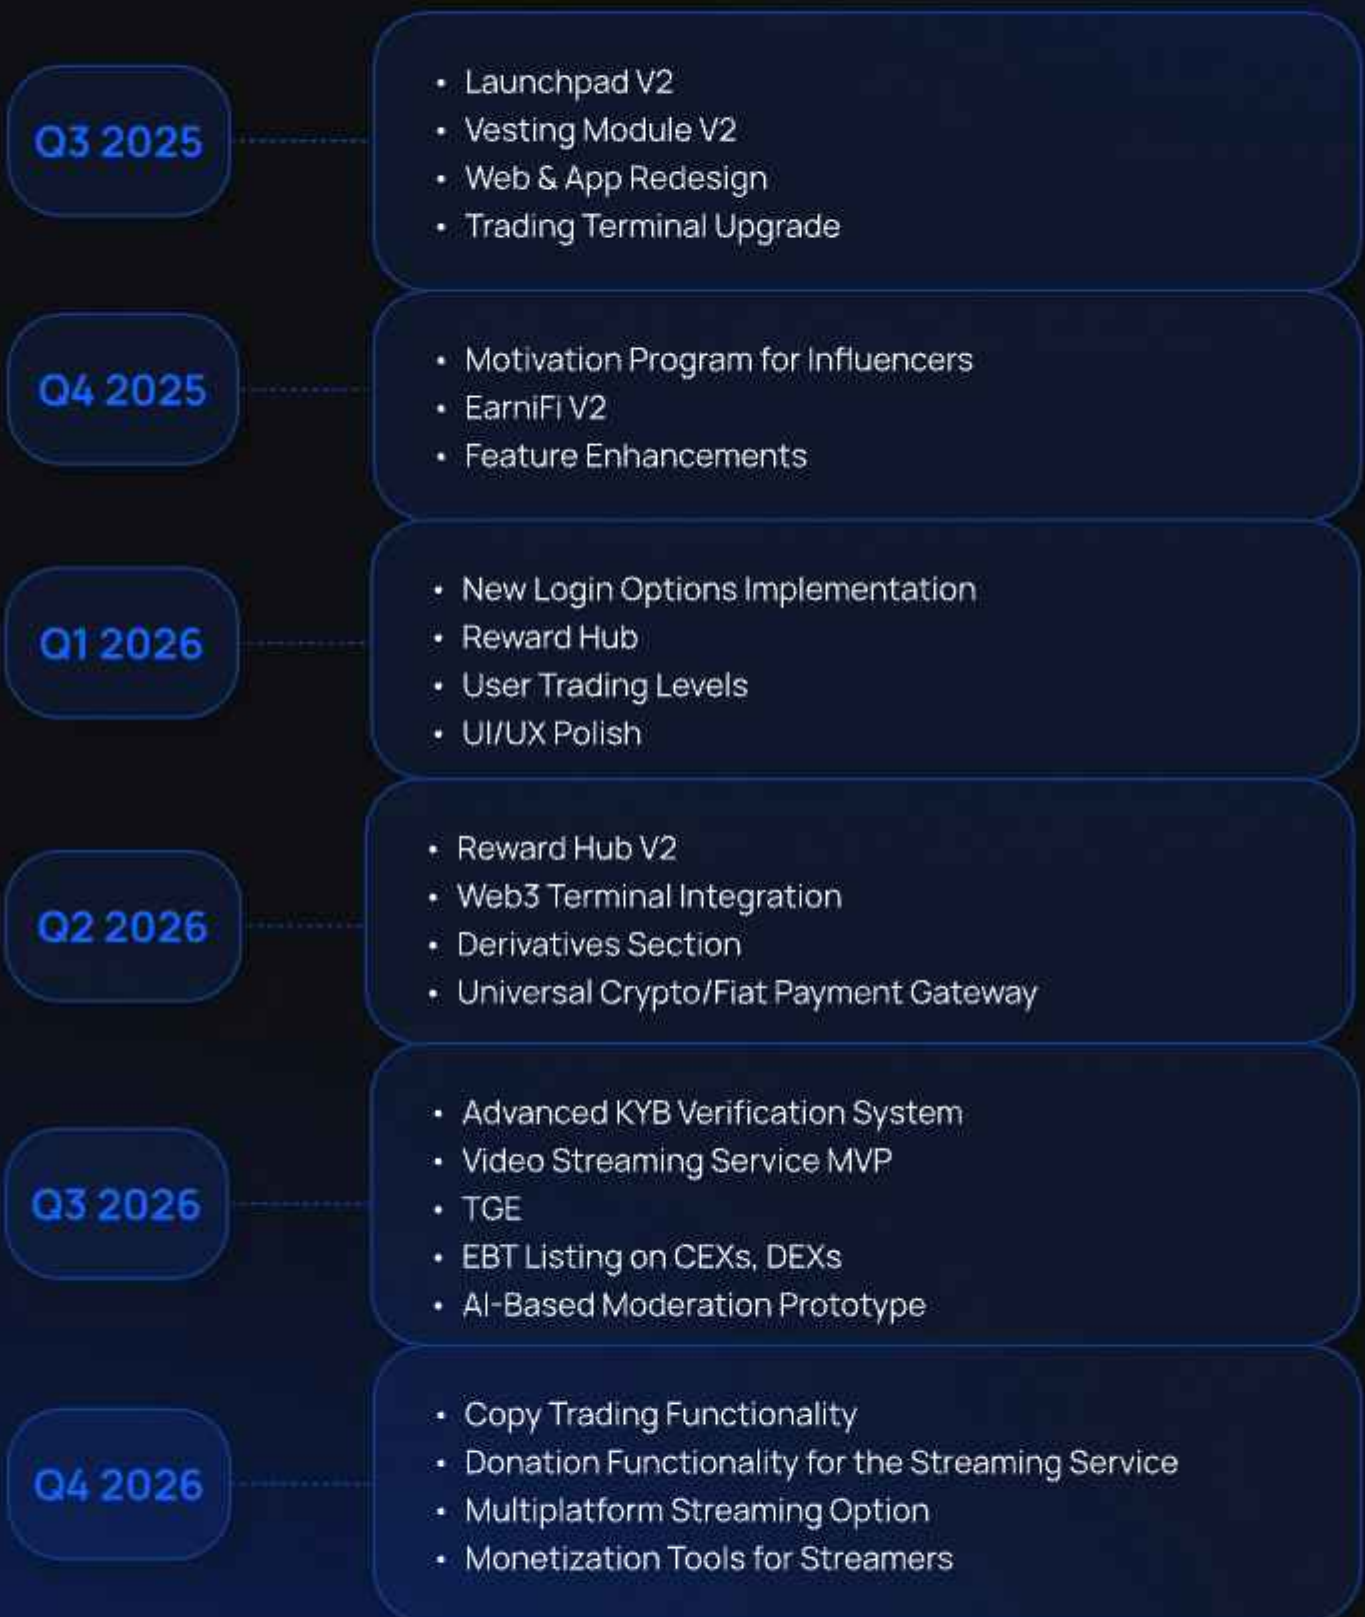 Q3 2025
• Launchpad V2
• Vesting Module V2
• Web & App Redesign
• Trading Terminal Upgrade
Q4 2025
• Motivation Program for Influencers
• EarniFi V2
• Feature Enhancements
Q1 2026
• New Login Options Implementation
• Reward Hub
• User Trading Levels
• UI/UX Polish
Q2 2026
• Reward Hub V2
• Web3 Terminal Integration
• Derivatives Section
• Universal Crypto/Fiat Payment Gateway
Q3 2026
• Advanced KYB Verification System
• Video Streaming Service MVP
• TGE
• EBT Listing on CEXs, DEXs
• AI-Based Moderation Prototype
Q4 2026
• Copy Trading Functionality
• Donation Functionality for the Streaming Service
• Multiplatform Streaming Option
• Monetization Tools for Streamers